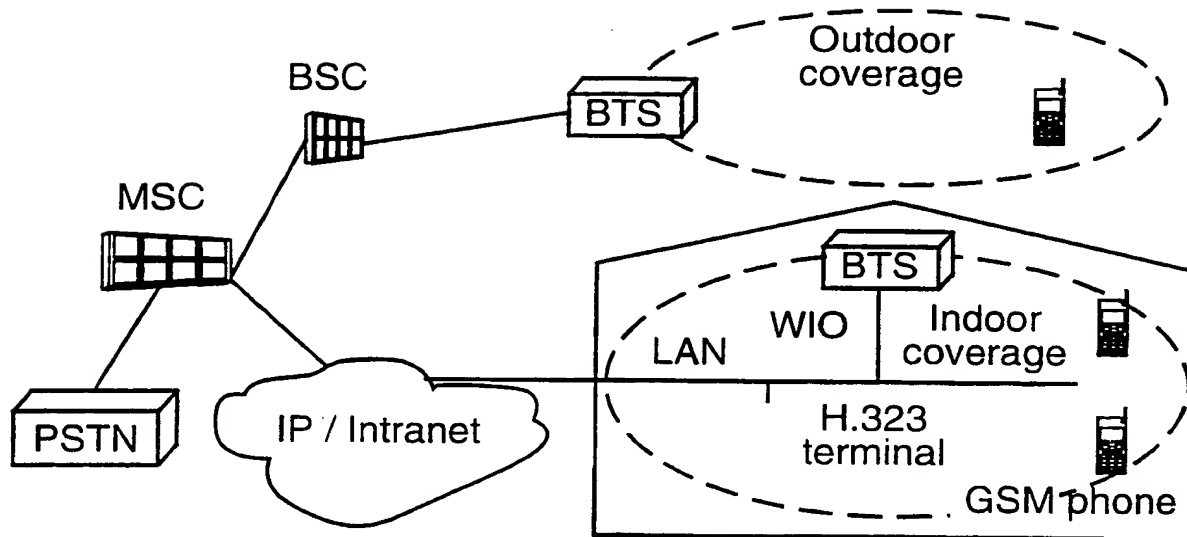 Outdoor
coverage
BSC
BTS
MSC
BTS
WIO
Indoor
coverage
LAN
PSTN
IP / Intranet
H.323
terminal
GSM phone